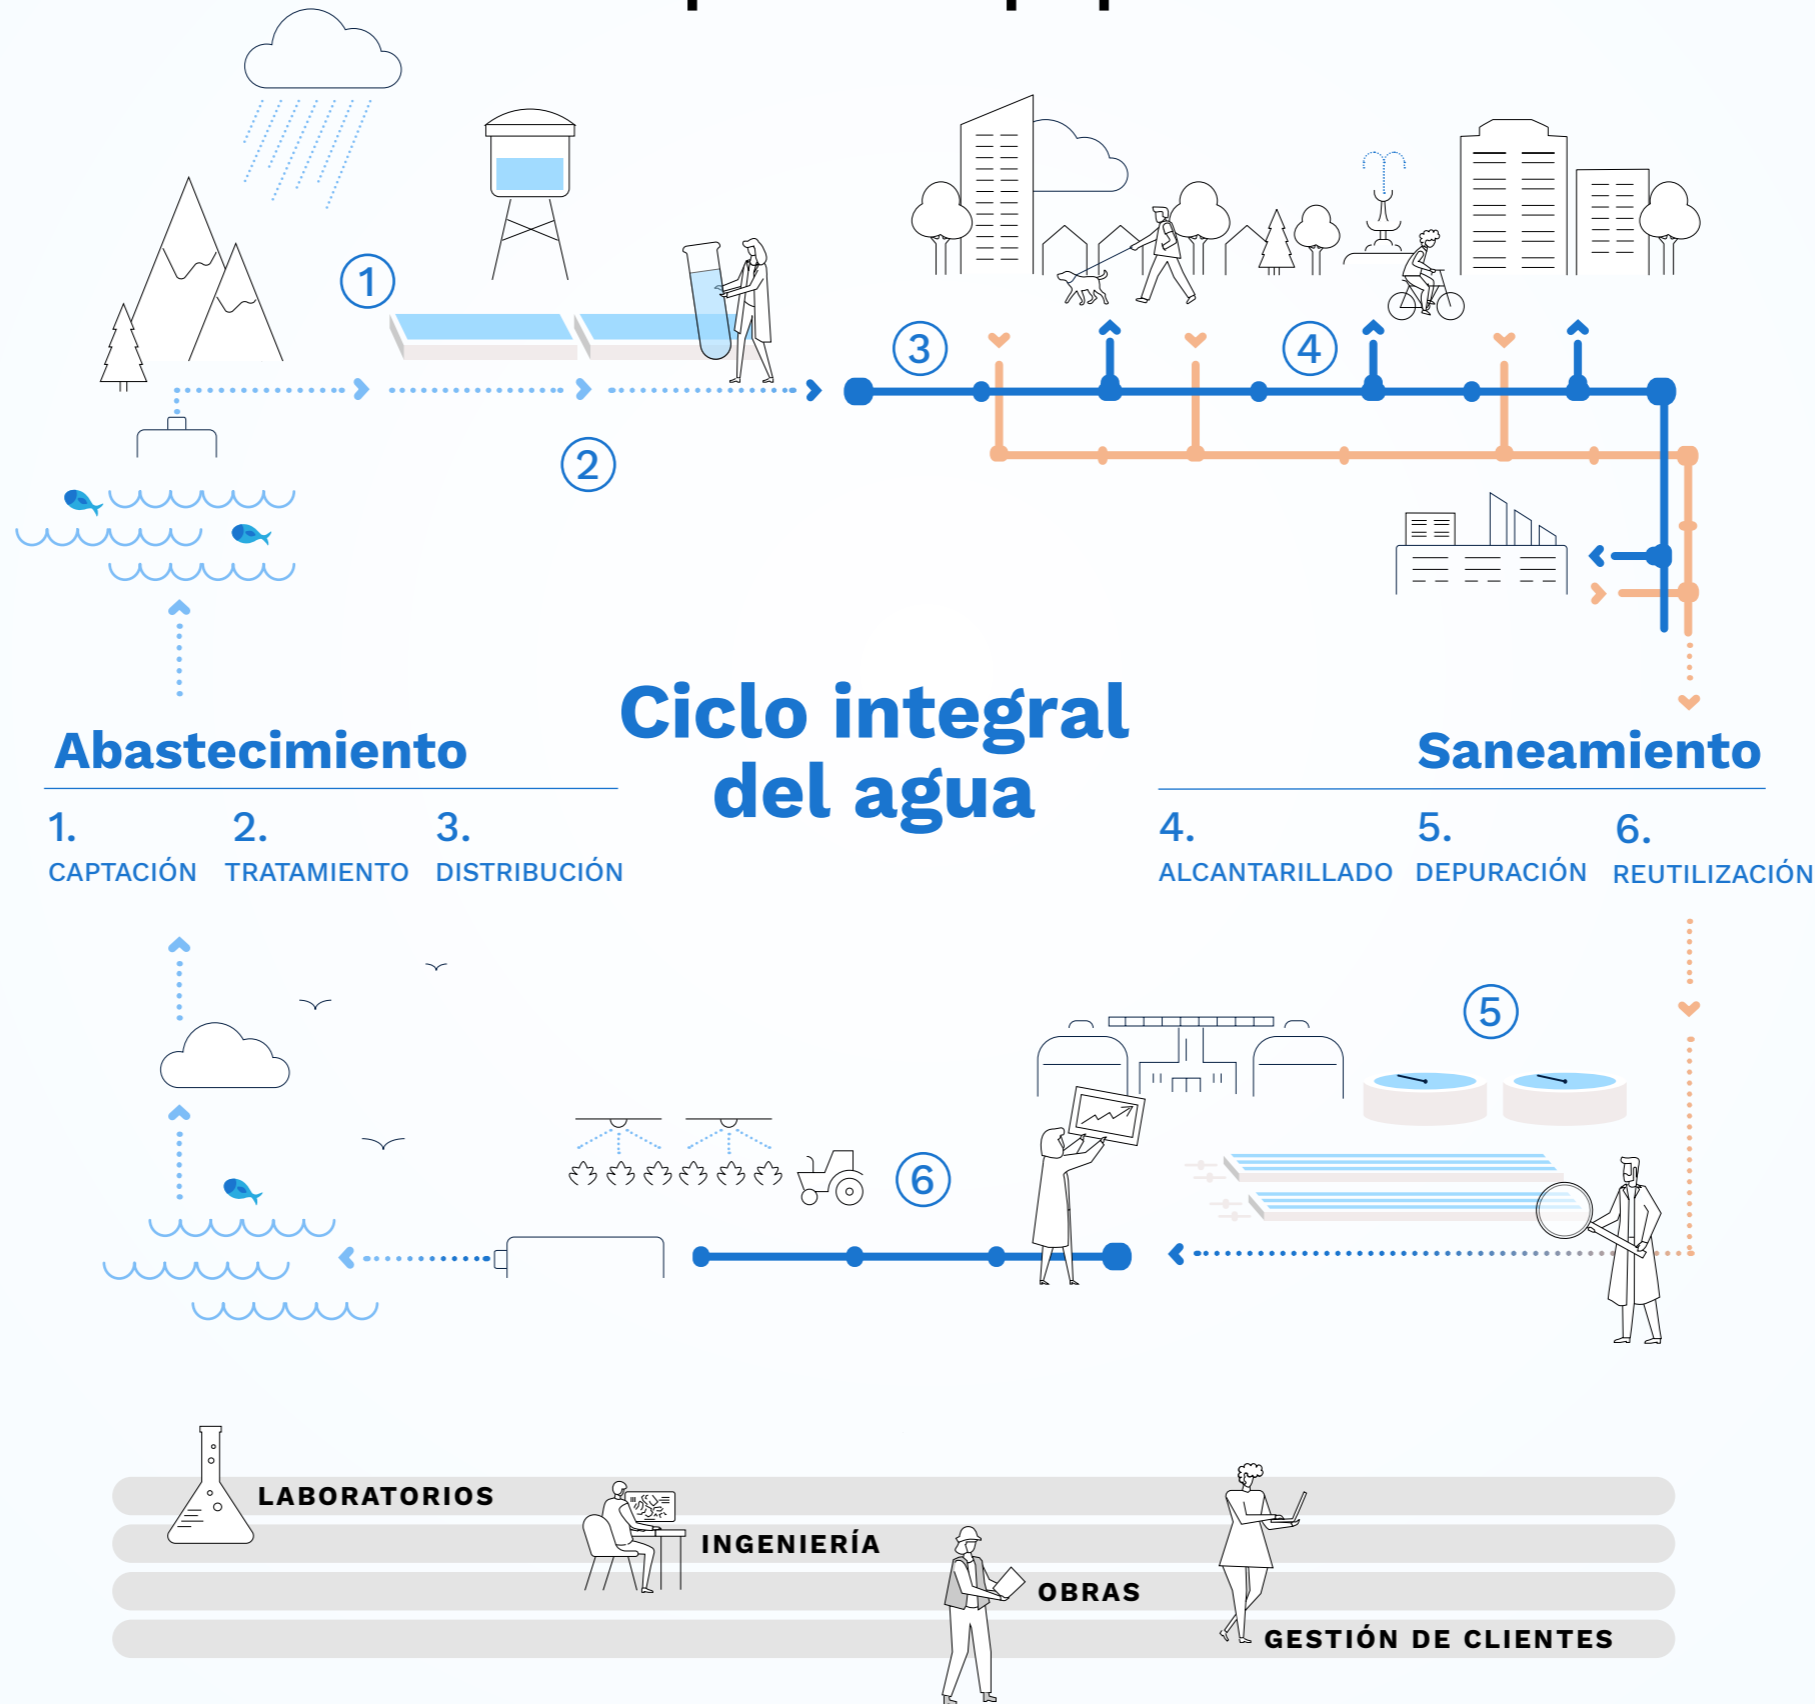 1
2
3
4
Ciclo integral
del agua
Abastecimiento
1.
CAPTACIÓN
2.
TRATAMIENTO
3.
DISTRIBUCIÓN
Saneamiento
4.
ALCANTARILLADO
5.
DEPURACIÓN
6.
REUTILIZACIÓN
5
6
LABORATORIOS
INGENIERÍA
OBRAS
GESTIÓN DE CLIENTES